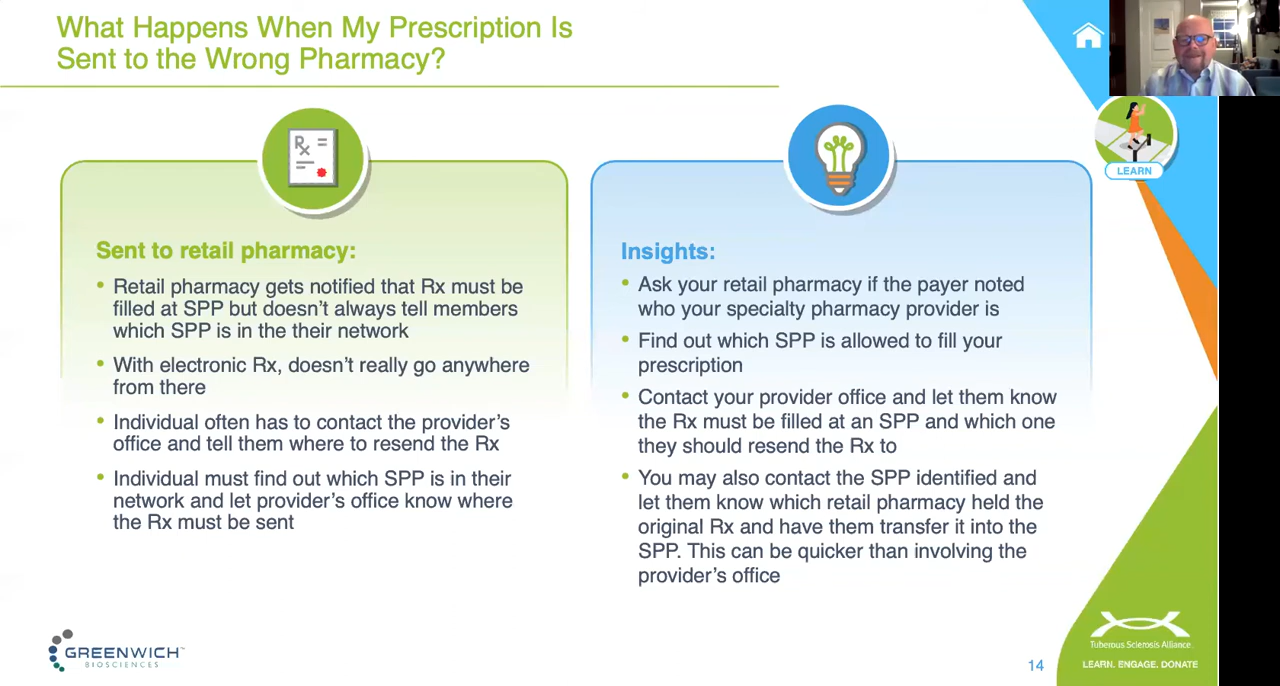 What Happens When My Prescription Is
Sent to the Wrong Pharmacy?
Rx
LEARN
Sent to retail pharmacy:
• Retail pharmacy gets notified that Rx must be
filled at SPP but doesn't always tell members
which SPP is in the their network
• With electronic Rx, doesn't really go anywhere
from there
• Individual often has to contact the provider's
office and tell them where to resend the Rx
• Individual must find out which SPP is in their
network and let provider's office know where
the Rx must be sent
Insights:
• Ask your retail pharmacy if the payer noted
who your specialty pharmacy provider is
• Find out which SPP is allowed to fill your
prescription
• Contact your provider office and let them know
the Rx must be filled at an SPP and which one
they should resend the Rx to
• You may also contact the SPP identified and
let them know which retail pharmacy held the
original Rx and have them transfer it into the
SPP. This can be quicker than involving the
provider's office
GREENWICH™
BIOSCIENCES
14
Tuberous Sclerosis Alliance
LEARN. ENGAGE. DONATE